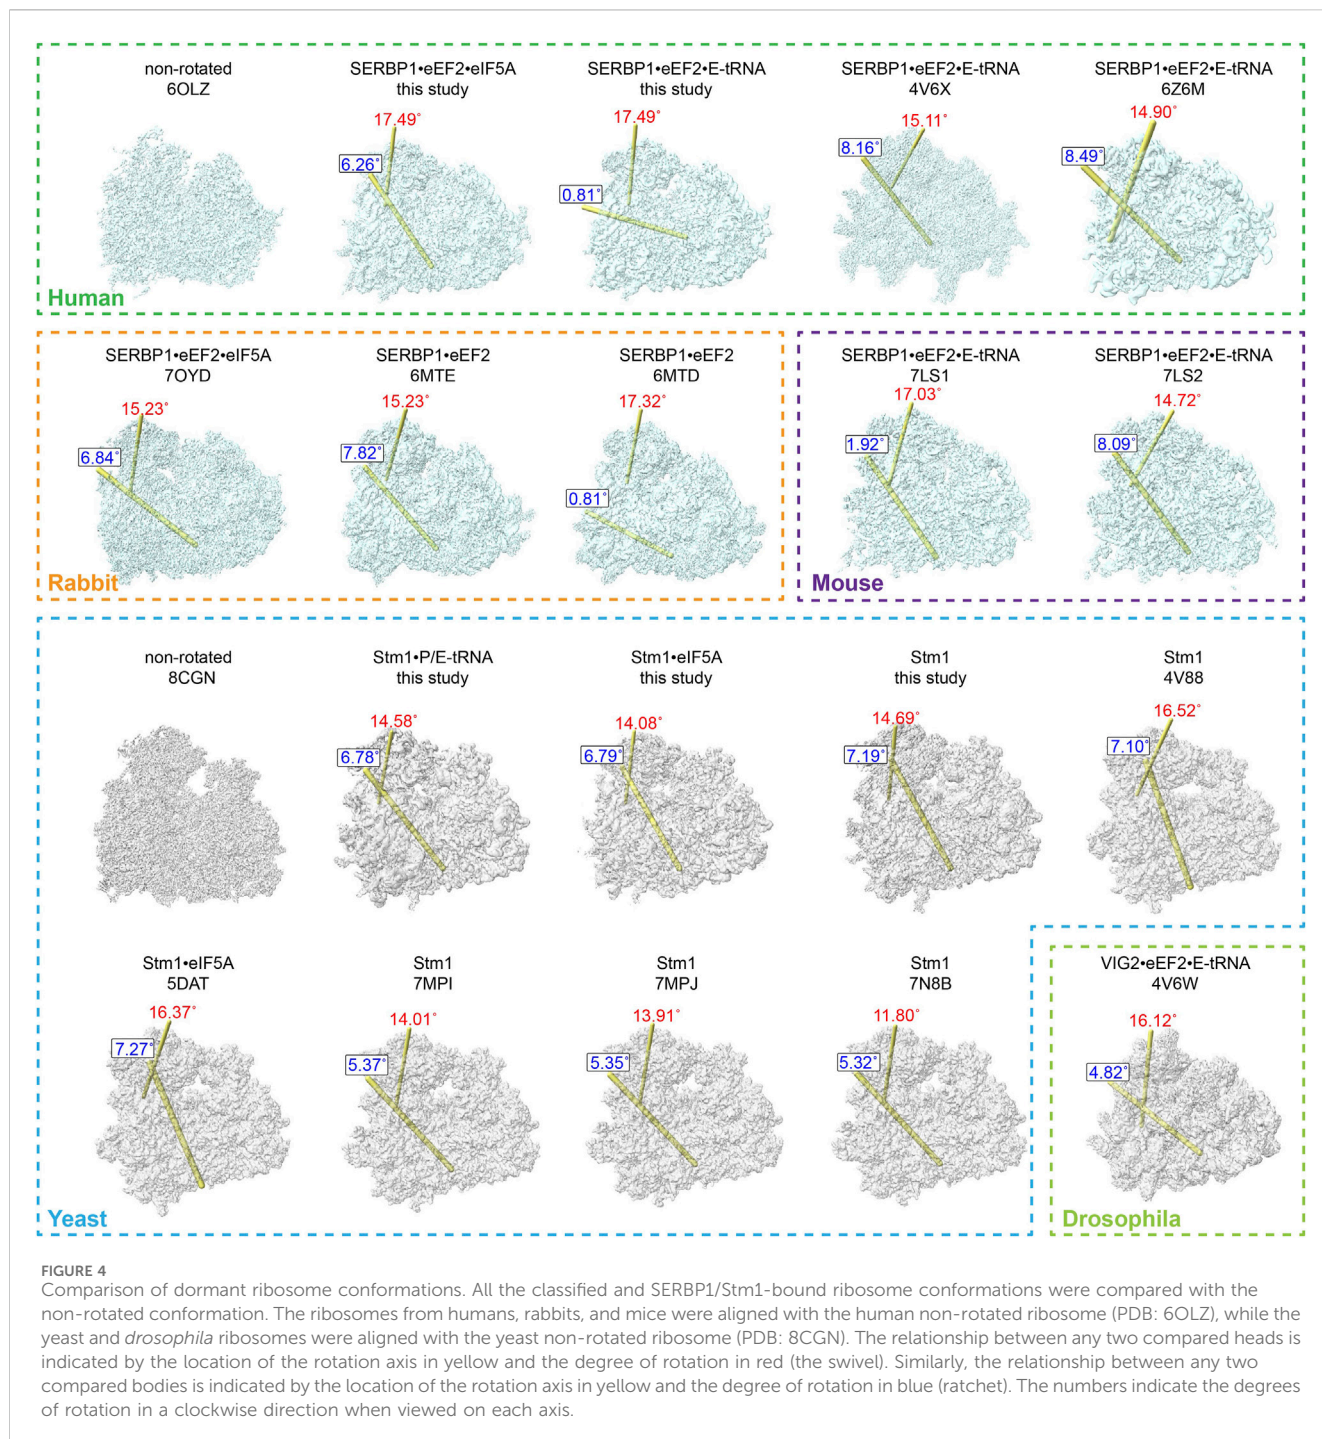 non-rotated
6OLZ
SERBP1•eEF2•eIF5A
this study
17.49°
6.26°
SERBP1•eEF2•E-tRNA
this study
17.49°
0.81°
SERBP1•eEF2•E-tRNA
4V6X
15.11°
8.16°
SERBP1•eEF2•E-tRNA
6Z6M
14.90°
8.49°
Human
SERBP1•eEF2•eIF5A
7OYD
15.23°
6.84°
SERBP1•eEF2
6MTE
15.23°
7.82°
SERBP1•eEF2
6MTD
17.32°
0.81°
Rabbit
SERBP1•eEF2•E-tRNA
7LS1
17.03°
1.92°
SERBP1•eEF2•E-tRNA
7LS2
14.72°
8.09°
Mouse
non-rotated
8CGN
Stm1•P/E-tRNA
this study
14.58°
6.78°
Stm1•eIF5A
this study
14.08°
6.79°
Stm1
this study
14.69°
7.19°
Stm1
4V88
16.52°
7.10°
Stm1•eIF5A
5DAT
16.37°
7.27°
Stm1
7MPI
14.01°
5.37°
Stm1
7MPJ
13.91°
5.35°
Stm1
7N8B
11.80°
5.32°
Yeast
VIG2•eEF2•E-tRNA
4V6W
16.12°
4.82°
Drosophila
FIGURE 4
Comparison of dormant ribosome conformations. All the classified and SERBP1/Stm1-bound ribosome conformations were compared with the
non-rotated conformation. The ribosomes from humans, rabbits, and mice were aligned with the human non-rotated ribosome (PDB: 6OLZ), while the
yeast and drosophila ribosomes were aligned with the yeast non-rotated ribosome (PDB: 8CGN). The relationship between any two compared heads is
indicated by the location of the rotation axis in yellow and the degree of rotation in red (the swivel). Similarly, the relationship between any two
compared bodies is indicated by the location of the rotation axis in yellow and the degree of rotation in blue (ratchet). The numbers indicate the degrees
of rotation in a clockwise direction when viewed on each axis.